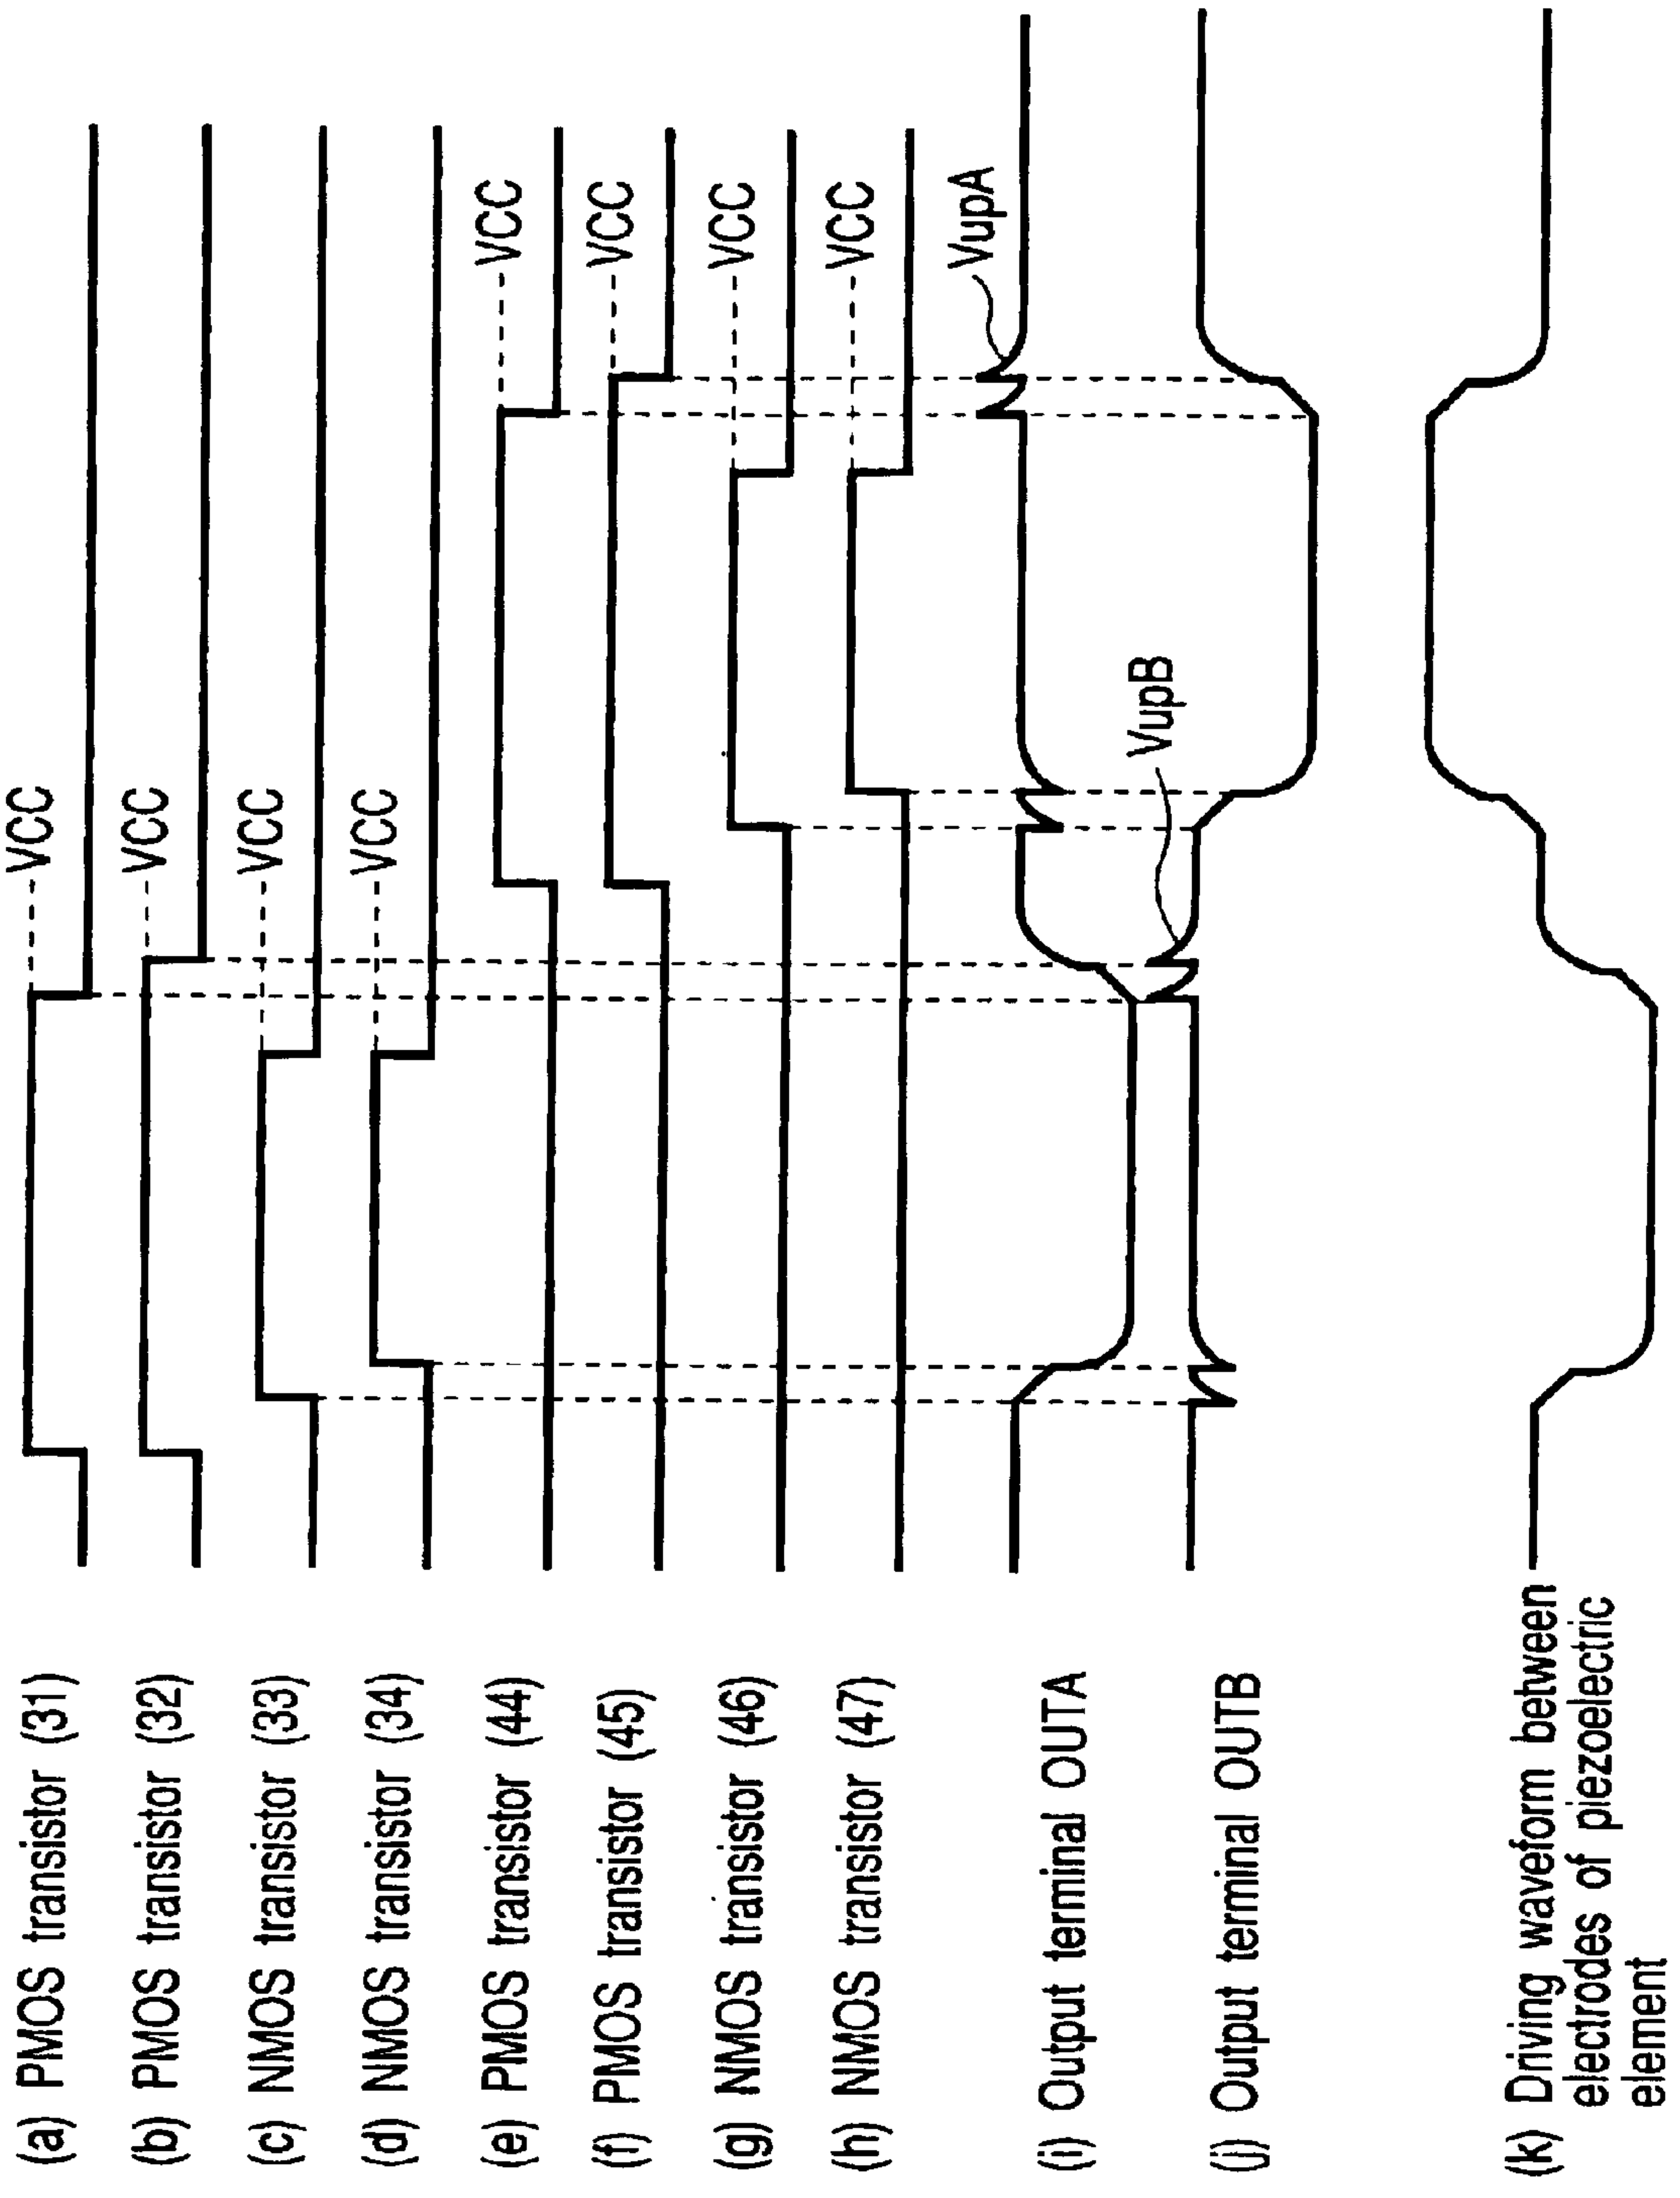 (a) PMOS transistor (31)
VCC
(b) PMOS transistor (32)
VCC
(c) NMOS transistor (33)
VCC
(d) NMOS transistor (34)
VCC
(e) PMOS transistor (44)
VCC
(f) PMOS transistor (45)
VCC
(g) NMOS transistor (46)
VCC
(h) NMOS transistor (47)
VCC
(i) Output terminal OUTA
VupA
(j) Output terminal OUTB
VupB
(k) Driving waveform between
electrodes of piezoelectric
element